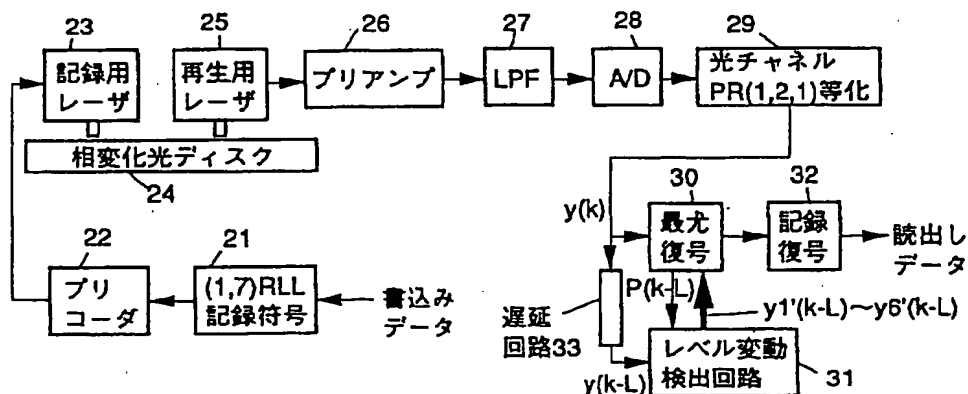 23
25
26
27
28
29
記録用
レーザ
再生用
レーザ
プリアンプ
LPF
A/D
光チャネル
PR(1,2,1)等化
相変化光ディスク
24
30
32
y(k)
最尤
復号
記録
復号
読出し
データ
22
21
プリ
コーダ
(1,7)RLL
記録符号
書込み
データ
遅延
回路33
P(k-L)
y1'(k-L)～y6'(k-L)
レベル変動
検出回路
31
y(k-L)